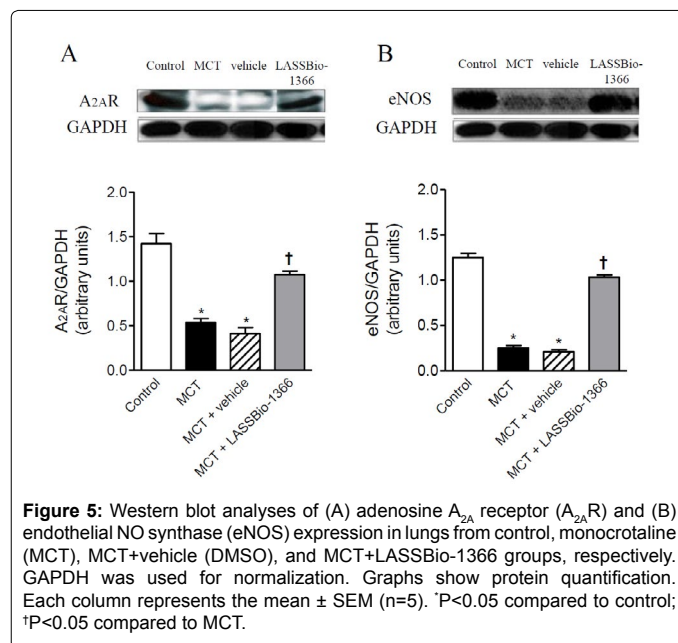 A
B
Control MCT vehicle LASSBio-1366
Control MCT vehicle LASSBio-1366
A2AR
eNOS
GAPDH
GAPDH
2.0
1.5
1.0
0.5
0.0
A2AR/GAPDH
(arbitrary units)
* * †
Control
MCT
MCT + vehicle
MCT + LASSBio-1366
2.0
1.5
1.0
0.5
0.0
eNOS/GAPDH
(arbitrary units)
* * †
Control
MCT
MCT + vehicle
MCT + LASSBio-1366
Figure 5: Western blot analyses of (A) adenosine A2A receptor (A2AR) and (B)
endothelial NO synthase (eNOS) expression in lungs from control, monocrotaline
(MCT), MCT+vehicle (DMSO), and MCT+LASSBio-1366 groups, respectively.
GAPDH was used for normalization. Graphs show protein quantification.
Each column represents the mean ± SEM (n=5). *P<0.05 compared to control;
†P<0.05 compared to MCT.